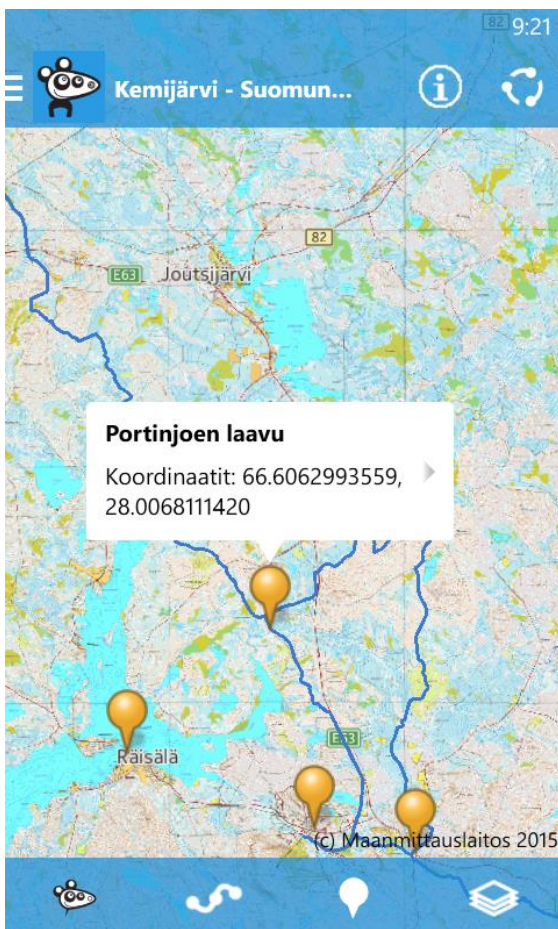 82 9:21
Kemijärvi - Suomun...
82
E63 Joutsijärvi
Portinjoen laavu
Koordinaatit: 66.6062993559,
28.0068111420
E63
Räisälä
(c) Maanmittauslaitos 2015